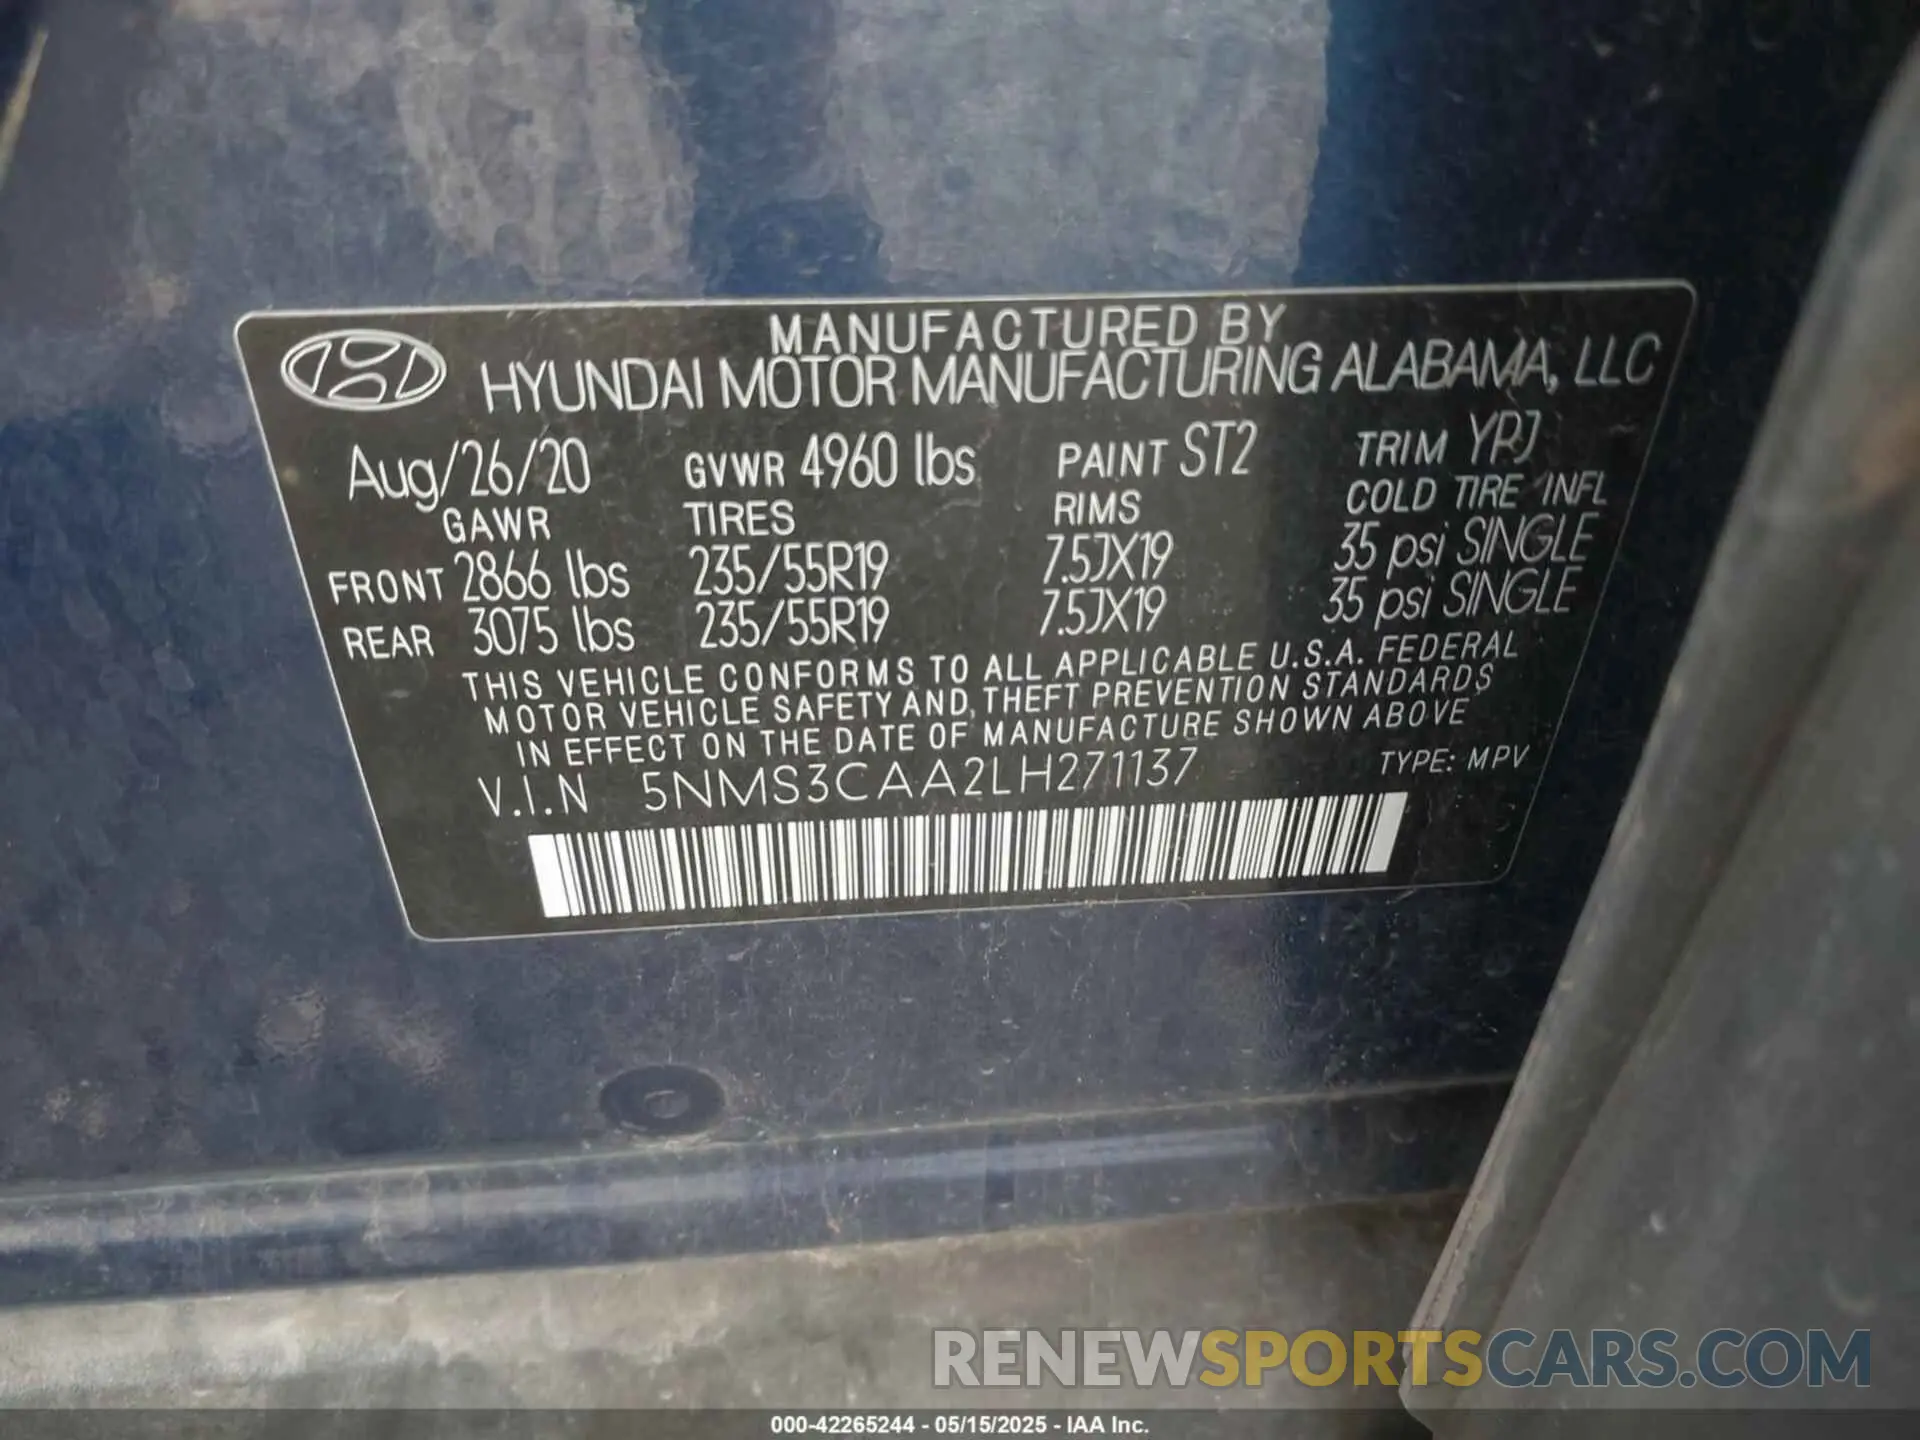 MANUFACTURED BY
HYUNDAI MOTOR MANUFACTURING ALABAMA, LLC
Aug/26/20 GVWR 4960 lbs PAINT ST2 TRIM YPJ
GAWR TIRES RIMS COLD TIRE INFL
FRONT 2866 lbs 235/55R19 7.5JX19 35 psi SINGLE
REAR 3075 lbs 235/55R19 7.5JX19 35 psi SINGLE
THIS VEHICLE CONFORMS TO ALL APPLICABLE U.S.A. FEDERAL
MOTOR VEHICLE SAFETY AND THEFT PREVENTION STANDARDS
IN EFFECT ON THE DATE OF MANUFACTURE SHOWN ABOVE
V.I.N 5NMS3CAA2LH271137 TYPE: MPV
RENEWSPORTSCARS.COM
000-42265244 - 05/15/2025 - IAA Inc.